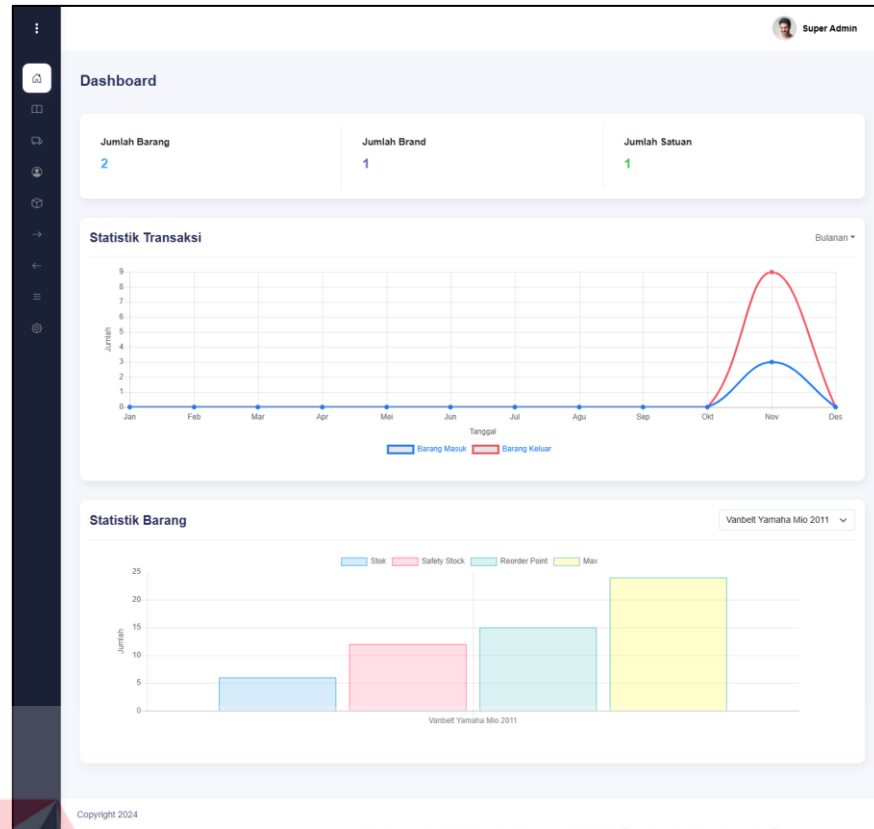 Super Admin
Dashboard
Jumlah Barang Jumlah Brand Jumlah Satuan
2 1 1
Statistik Transaksi Bulanan
9
8
7
6
5
4
3
2
1
0
Jumlah
Jan Feb Mar Apr Mei Jun Jul Agu Sep Okt Nov Des
Tanggal
Barang Masuk Barang Keluar
Statistik Barang Vanbelt Yamaha Mio 2011
Stok Safety Stock Reorder Point Max
25
20
15
10
5
0
Jumlah
Vanbelt Yamaha Mio 2011
Copyright 2024